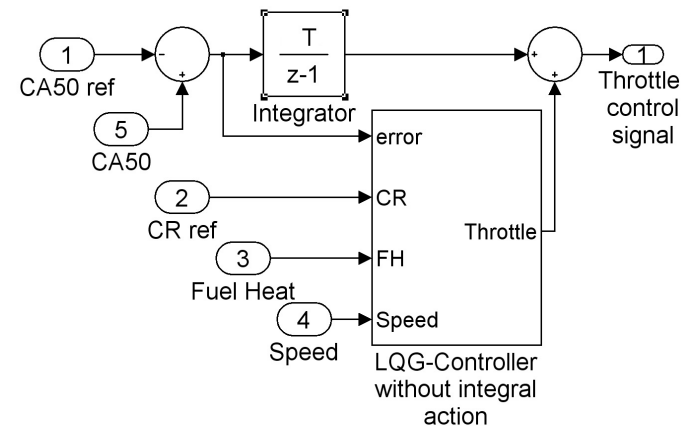 1
CA50 ref
-
+
5
CA50
T
z-1
Integrator
+
+
1
Throttle
control
signal
error
2
CR ref
CR
Throttle
3
Fuel Heat
FH
4
Speed
Speed
LQG-Controller
without integral
action